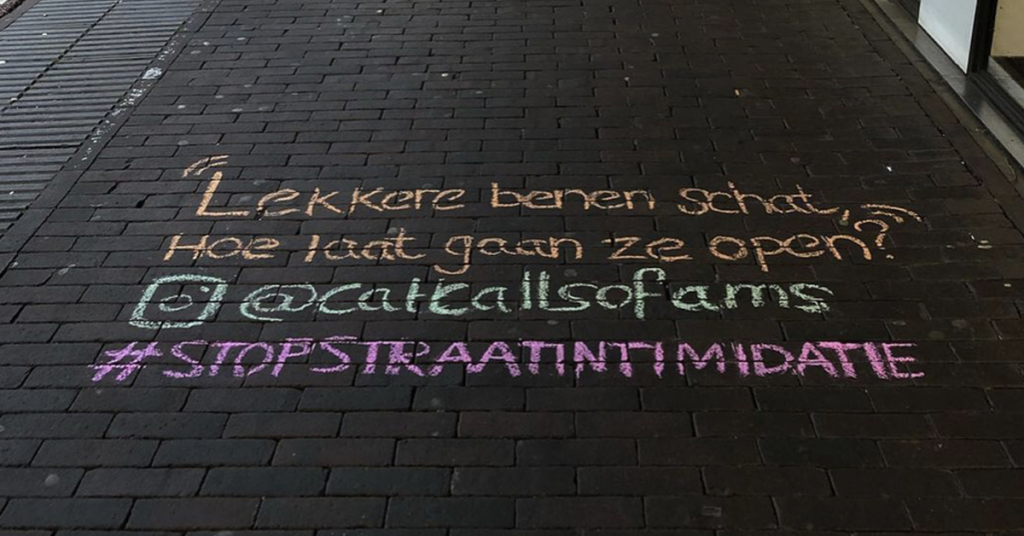 "Lekkere benen schat,
Hoe laat gaan ze open?"
@catcallsofams
#STOPSTRAATINTIMIDATIE